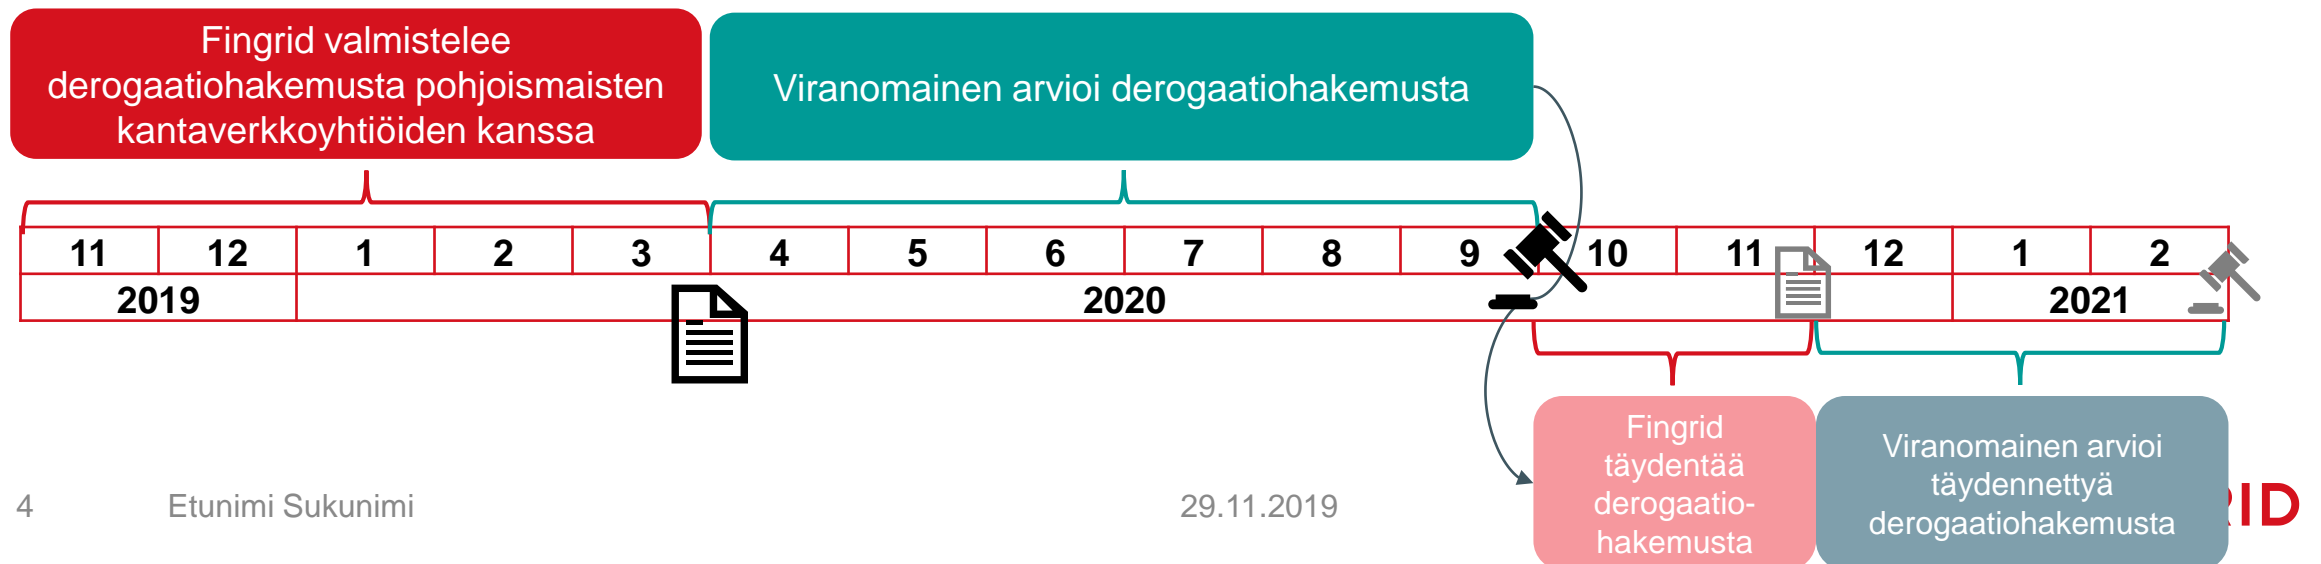 Fingrid valmistelee
derogaatiohakemusta pohjoismaisten
kantaverkkoyhtiöiden kanssa
Viranomainen arvioi derogaatiohakemusta
11 12 1 2 3 4 5 6 7 8 9 10 11 12 1 2
2019 2020 2021
Fingrid
täydentää
derogaatio-
hakemusta
Viranomainen arvioi
täydennettyä
derogaatiohakemusta
4 Etunimi Sukunimi 29.11.2019
ID